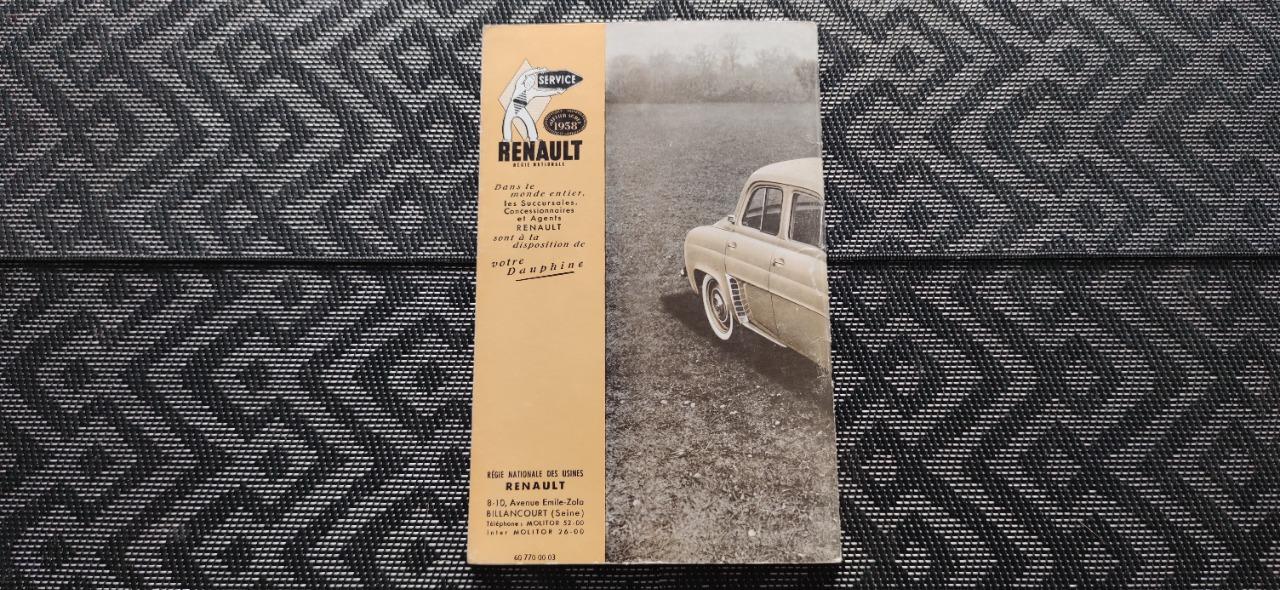 SERVICE
1958
RENAULT
RÉGIE NATIONALE
Dans le
monde entier,
les Succursales,
Concessionnaires
et Agents
RENAULT
sont à la
disposition de
votre
Dauphine
RÉGIE NATIONALE DES USINES
RENAULT
8-10, Avenue Emile-Zola
BILLANCOURT (Seine)
Téléphone : MOLITOR 52-00
Inter MOLITOR 26-00
60 770 00 03